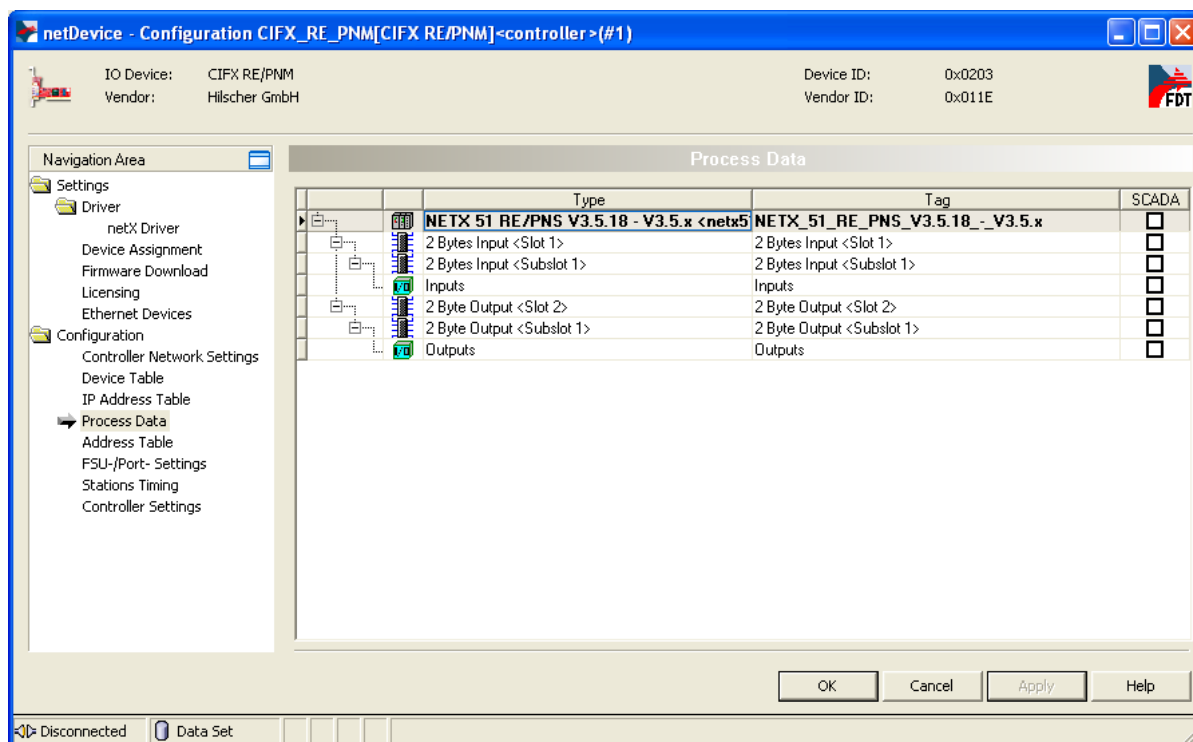 netDevice - Configuration CIFX_RE_PNM[CIFX RE/PNM]<controller>(#1)
IO Device: CIFX RE/PNM Device ID: 0x0203
Vendor: Hilscher GmbH Vendor ID: 0x011E
FDT
Navigation Area
Process Data
Settings
Driver
netX Driver
Device Assignment
Firmware Download
Licensing
Ethernet Devices
Configuration
Controller Network Settings
Device Table
IP Address Table
Process Data
Address Table
FSU-/Port- Settings
Stations Timing
Controller Settings
Type Tag SCADA
NETX 51 RE/PNS V3.5.18 - V3.5.x <netx5 NETX_51_RE_PNS_V3.5.18_-_V3.5.x
2 Bytes Input <Slot 1> 2 Bytes Input <Slot 1>
2 Bytes Input <Subslot 1> 2 Bytes Input <Subslot 1>
Inputs Inputs
2 Byte Output <Slot 2> 2 Byte Output <Slot 2>
2 Byte Output <Subslot 1> 2 Byte Output <Subslot 1>
Outputs Outputs
OK Cancel Apply Help
Disconnected Data Set